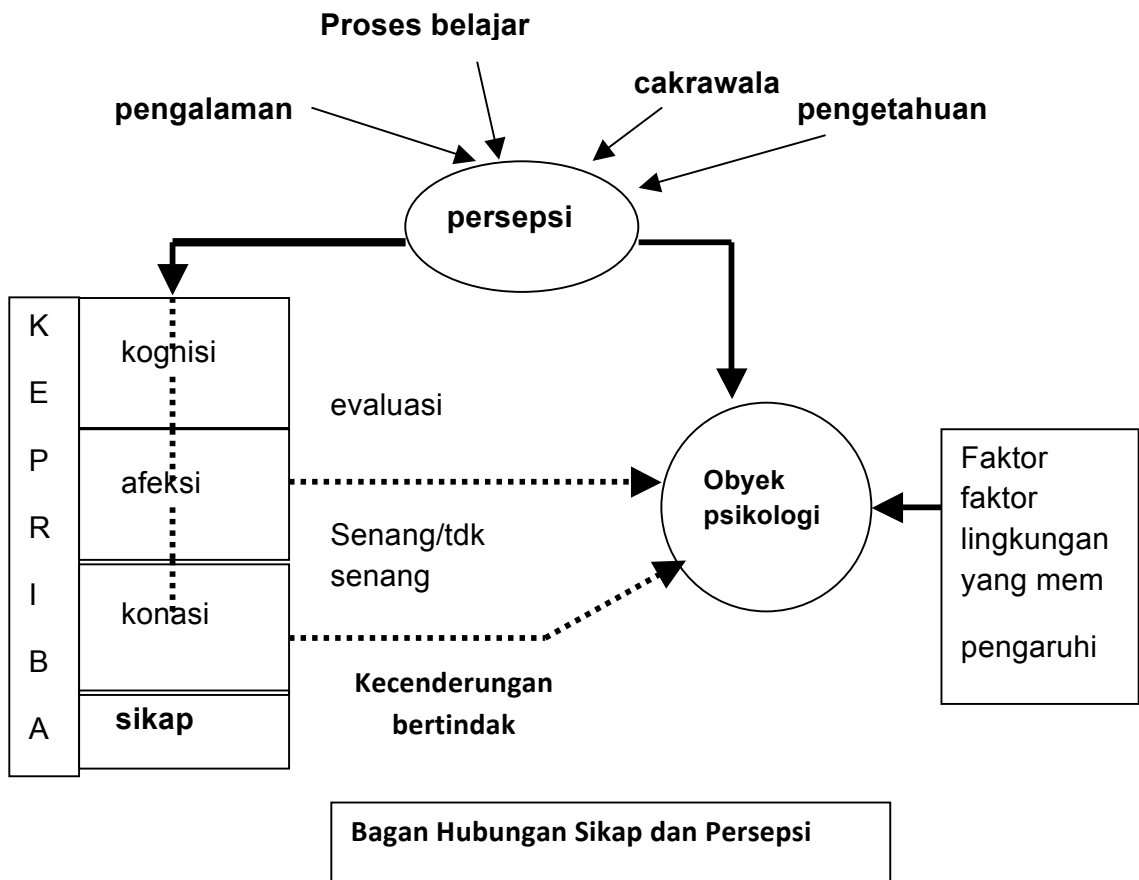 Proses belajar
cakrawala
pengalaman
pengetahuan
persepsi
K
E
P
R
I
B
A
kognisi
afeksi
konasi
sikap
evaluasi
Senang/tdk
senang
Kecenderungan
bertindak
Obyek
psikologi
Faktor
faktor
lingkungan
yang mem
pengaruhi
Bagan Hubungan Sikap dan Persepsi